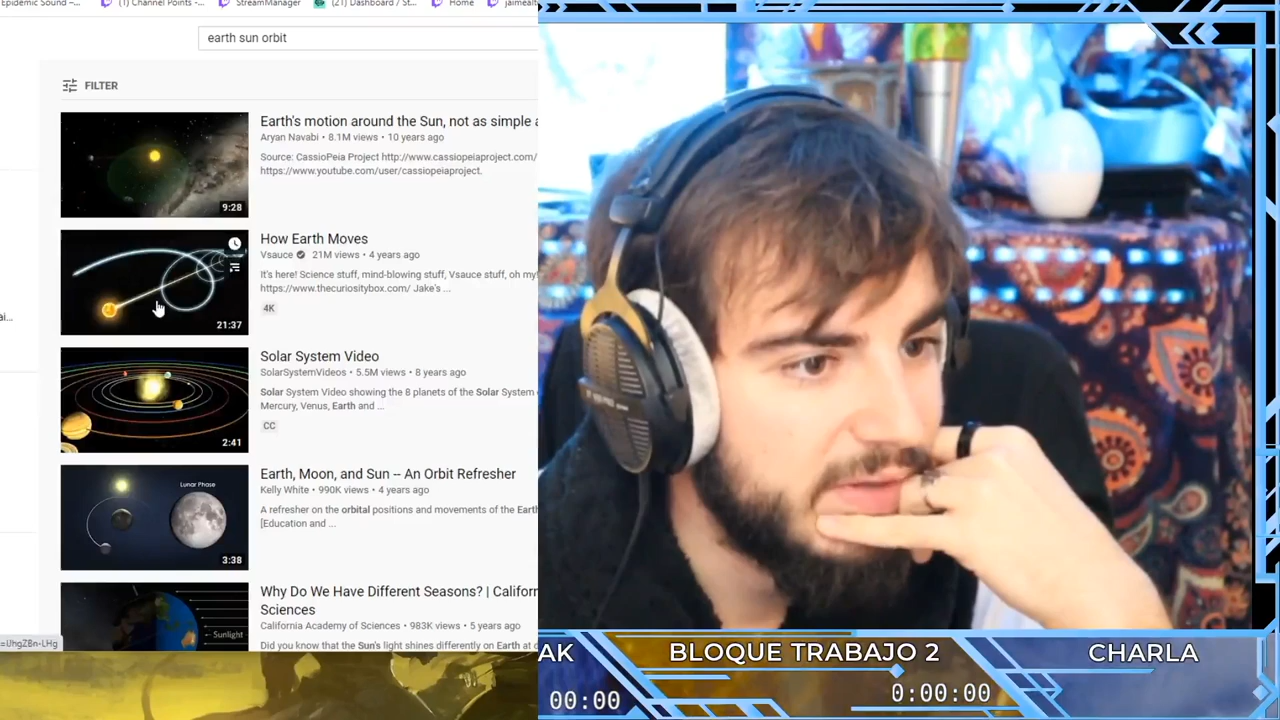 Epidemic Sound –...
(1) Channel Points -...
StreamManager
(21) Dashboard / St...
Home
earth sun orbit
FILTER
Earth's motion around the Sun, not as simple a
Aryan Navabi • 8.1M views • 10 years ago
Source: CassioPeia Project http://www.cassiopeiaproject.com/
https://www.youtube.com/user/cassiopeiaproject.
9:28
How Earth Moves
Vsauce 21M views • 4 years ago
It's here! Science stuff, mind-blowing stuff, Vsauce stuff, oh my!
https://www.thecuriositybox.com/ Jake's ...
4K
21:37
Solar System Video
SolarSystemVideos • 5.5M views • 8 years ago
Solar System Video showing the 8 planets of the Solar System
Mercury, Venus, Earth and ...
CC
2:41
Earth, Moon, and Sun -- An Orbit Refresher
Kelly White • 990K views • 4 years ago
A refresher on the orbital positions and movements of the Earth
[Education and ...
Lunar Phase
3:38
Why Do We Have Different Seasons? | Californ
Sciences
California Academy of Sciences • 983K views • 5 years ago
Did you know that the Sun's light shines differently on Earth at d
Sunlight
AK
00:00
BLOQUE TRABAJO 2
0:00:00
CHARLA